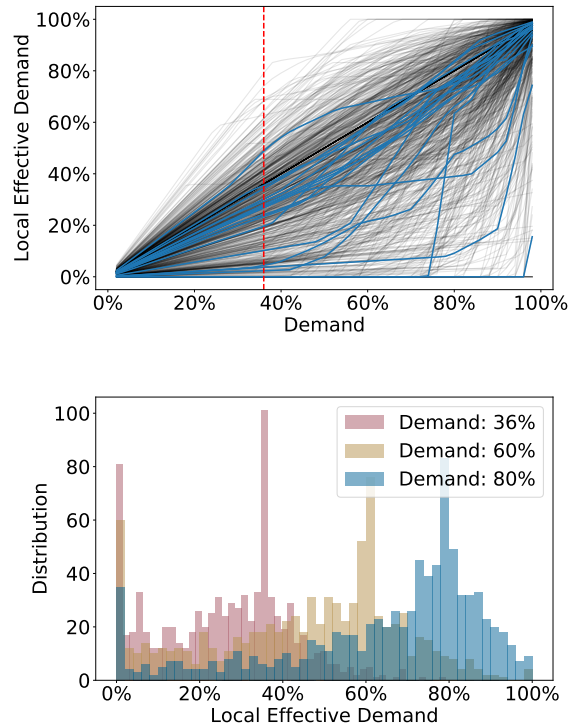 100%
80%
60%
40%
20%
0%
Local Effective Demand
0% 20% 40% 60% 80% 100%
Demand
100
80
60
40
20
0
Distribution
Demand: 36%
Demand: 60%
Demand: 80%
0% 20% 40% 60% 80% 100%
Local Effective Demand